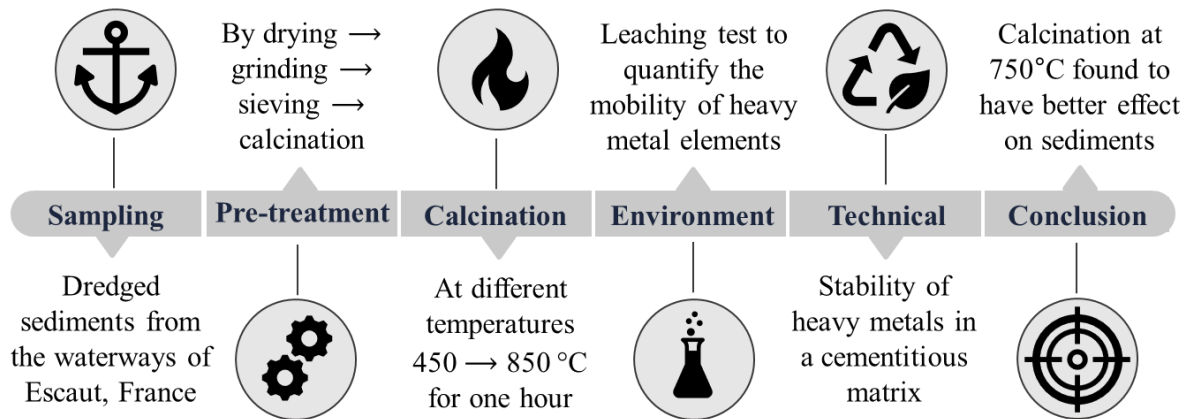 Sampling
Dredged
sediments from
the waterways of
Escaut, France
By drying →
grinding →
sieving →
calcination
Pre-treatment
Calcination
At different
temperatures
450 → 850 °C
for one hour
Leaching test to
quantify the
mobility of heavy
metal elements
Environment
Technical
Stability of
heavy metals in
a cementitious
matrix
Calcination at
750°C found to
have better effect
on sediments
Conclusion